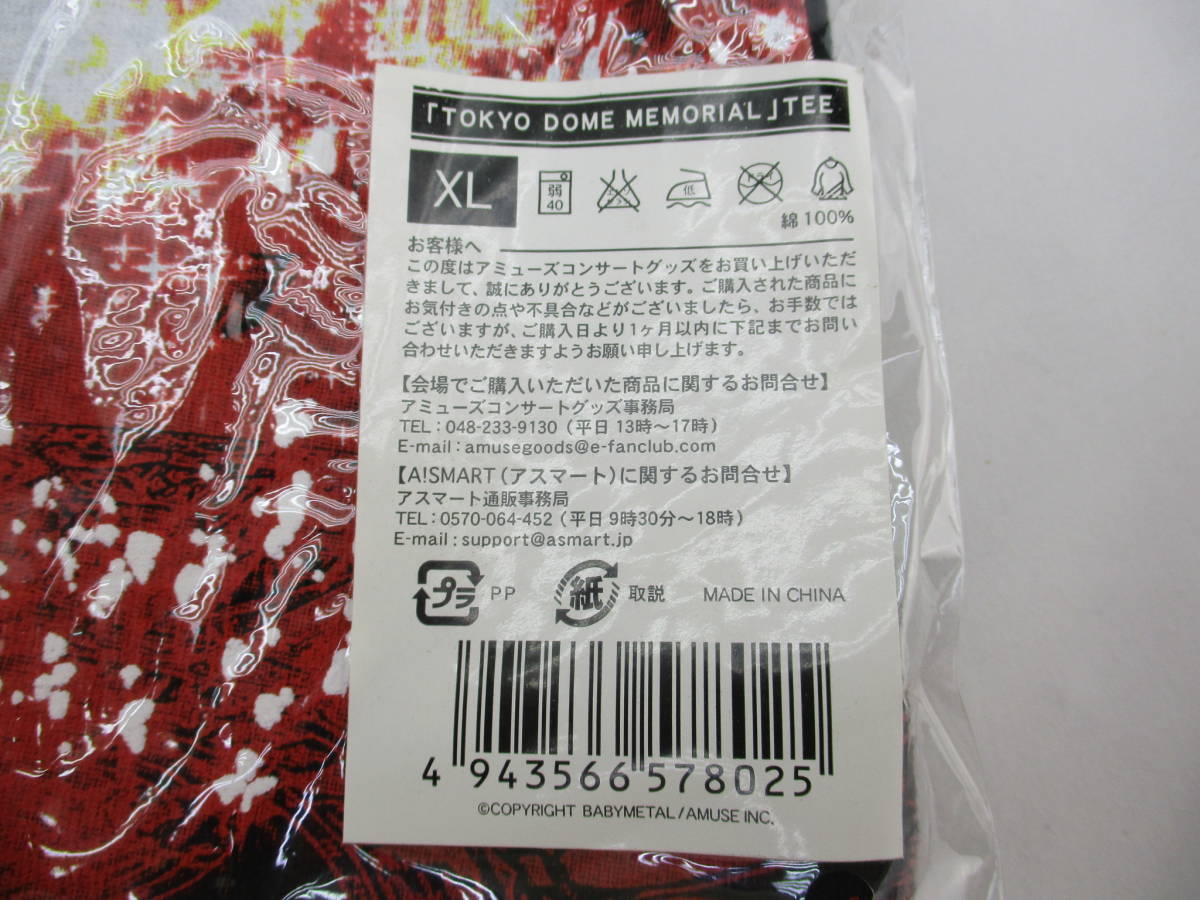 「TOKYO DOME MEMORIAL」TEE
XL
弱 40 低
綿 100%
お客様へ
この度はアミューズコンサートグッズをお買い上げいただ
きまして、誠にありがとうございます。ご購入された商品に
お気付きの点や不具合などがございましたら、お手数では
ございますが、ご購入日より1ヶ月以内に下記までお問い
合わせいただきますようお願い申し上げます。
【会場でご購入いただいた商品に関するお問合せ】
アミューズコンサートグッズ事務局
TEL：048-233-9130（平日 13時〜17時）
E-mail：amusegoods@e-fanclub.com
【A!SMART（アスマート）に関するお問合せ】
アスマート通販事務局
TEL：0570-064-452（平日 9時30分〜18時）
E-mail：support@asmart.jp
プラ PP 紙 取説 MADE IN CHINA
4 943566 578025
©COPYRIGHT BABYMETAL/AMUSE INC.